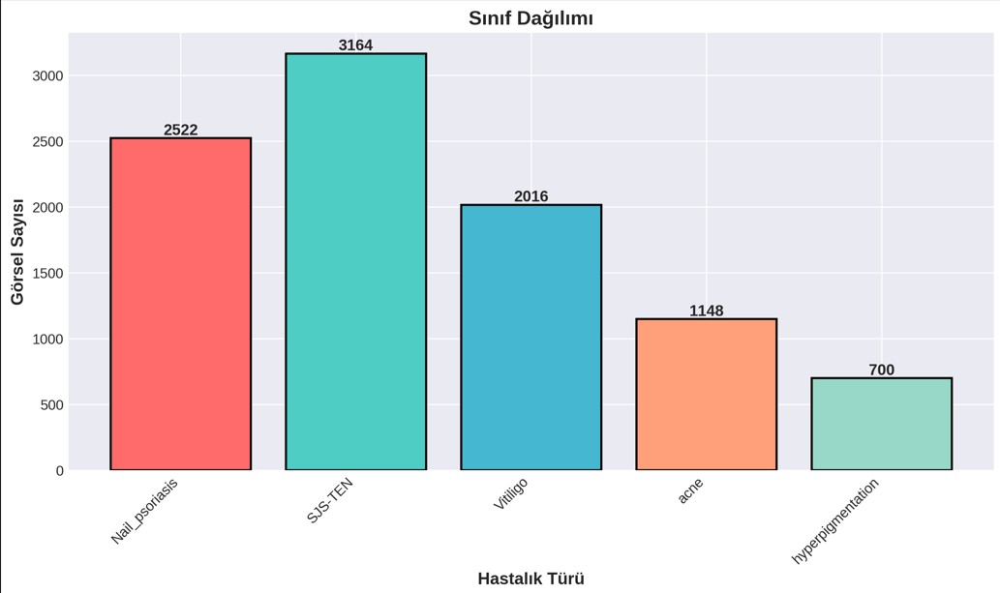 Sınıf Dağılımı
Görsel Sayısı
3000
2500
2000
1500
1000
500
0
2522
3164
2016
1148
700
Nail_psoriasis
SJS-TEN
Vitiligo
acne
hyperpigmentation
Hastalık Türü